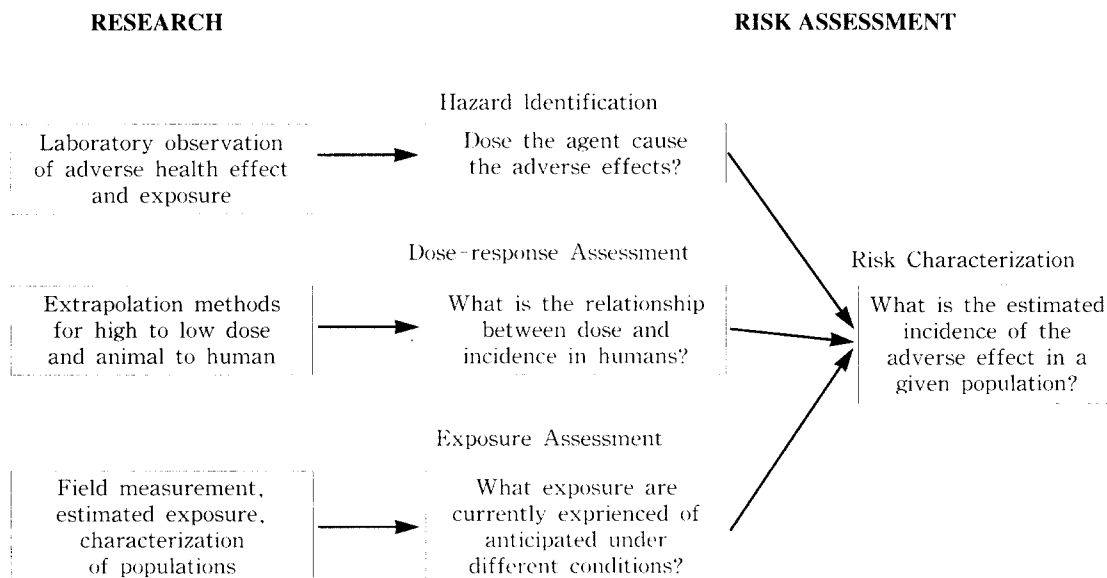 RESEARCH
RISK ASSESSMENT
Hazard Identification
Laboratory observation
of adverse health effect
and exposure
Dose the agent cause
the adverse effects?
Dose-response Assessment
Extrapolation methods
for high to low dose
and animal to human
What is the relationship
between dose and
incidence in humans?
Risk Characterization
What is the estimated
incidence of the
adverse effect in a
given population?
Exposure Assessment
Field measurement,
estimated exposure,
characterization
of populations
What exposure are
currently exprienced of
anticipated under
different conditions?